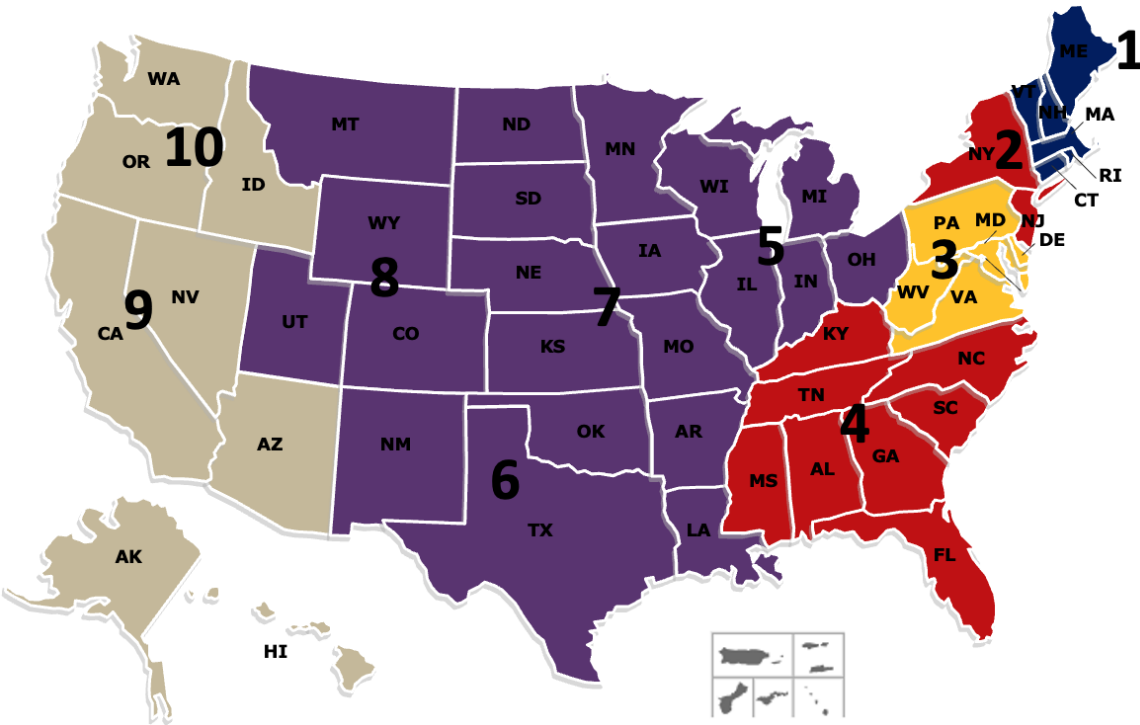 ME
1
WA
VT
NH
MA
MT
ND
MN
10
OR
NY
2
RI
ID
WI
MI
SD
CT
WY
PA
MD
NJ
DE
IA
5
OH
3
8
NE
IL
IN
WV
VA
NV
9
7
UT
CO
CA
KS
MO
KY
NC
TN
SC
AZ
NM
OK
AR
4
GA
6
MS
AL
TX
LA
AK
FL
HI